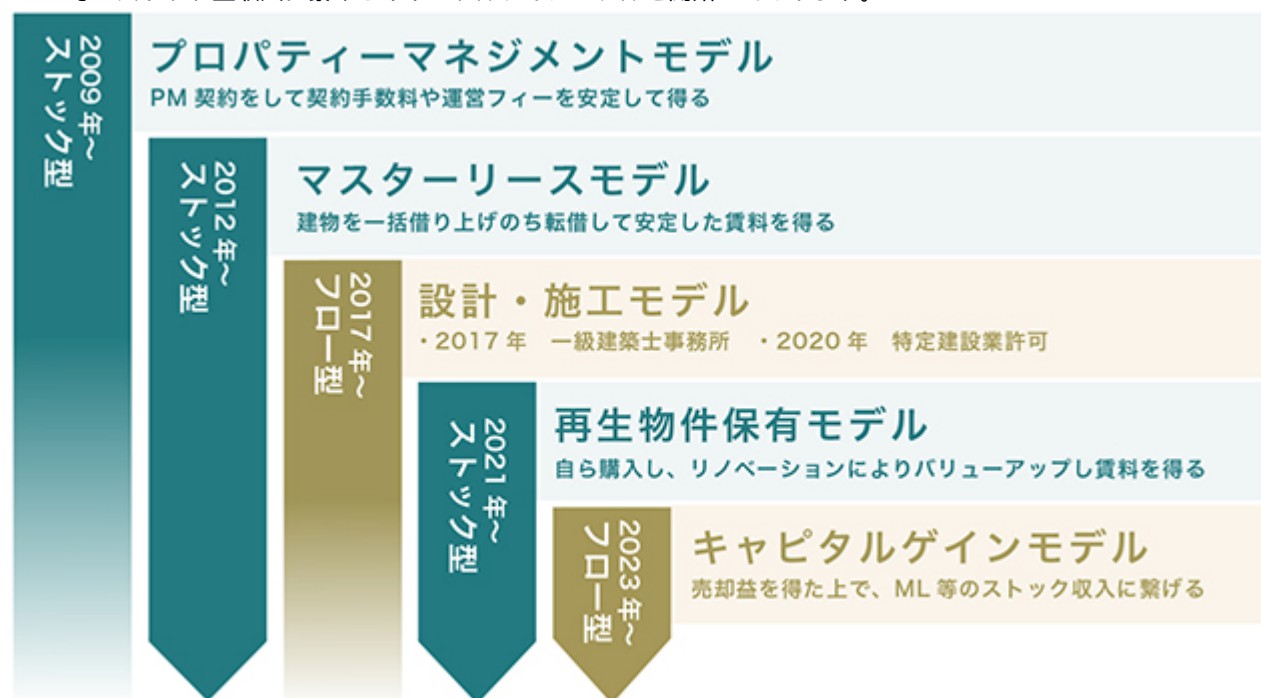 2009年～
ストック型
プロパティーマネジメントモデル
PM契約をして契約手数料や運営フィーを安定して得る
2012年～
ストック型
マスターリースモデル
建物を一括借り上げのち転借して安定した賃料を得る
2017年～
フロー型
設計・施工モデル
・2017年　一級建築士事務所　・2020年　特定建設業許可
2021年～
ストック型
再生物件保有モデル
自ら購入し、リノベーションによりバリューアップし賃料を得る
2023年～
フロー型
キャピタルゲインモデル
売却益を得た上で、ML等のストック収入に繋げる